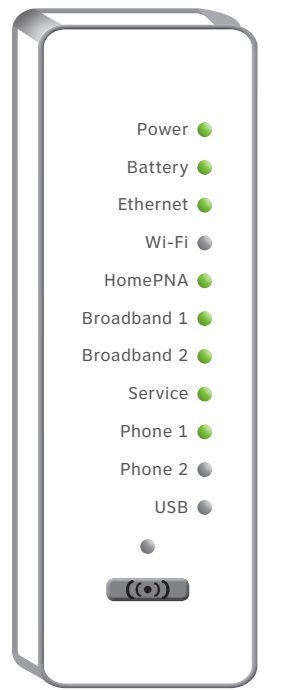 Power
Battery
Ethernet
Wi-Fi
HomePNA
Broadband 1
Broadband 2
Service
Phone 1
Phone 2
USB